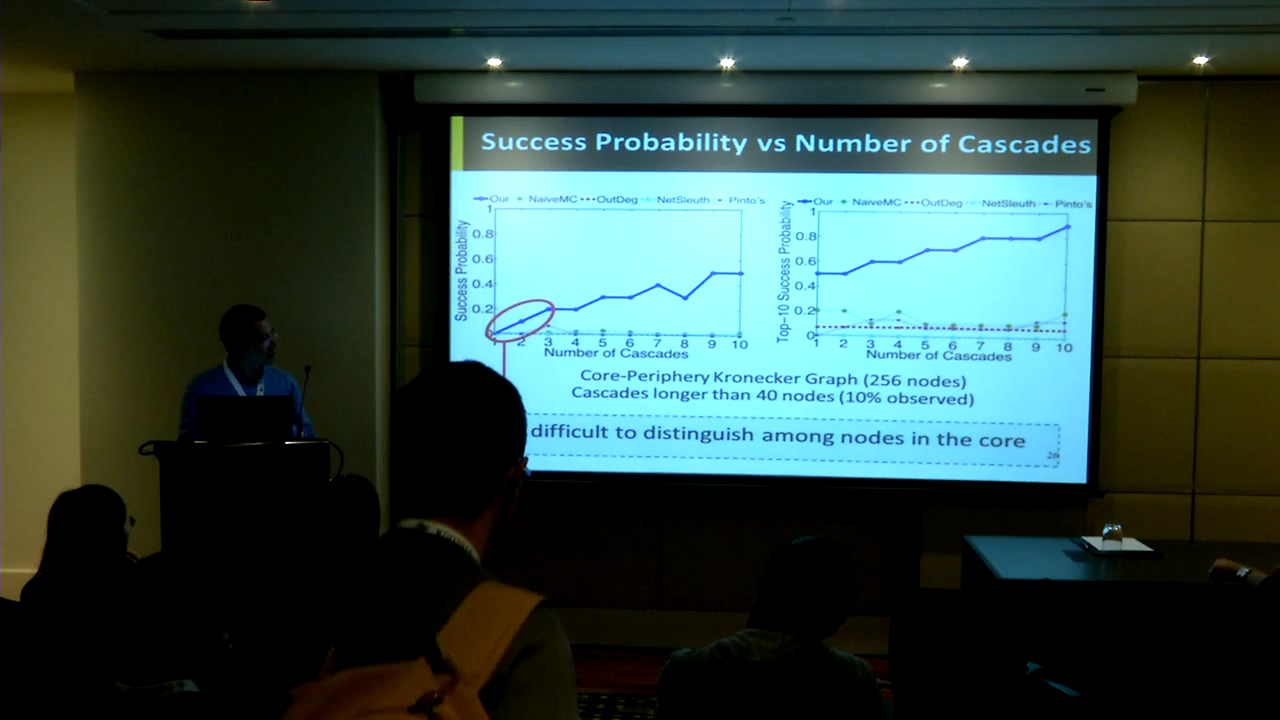 Success Probability vs Number of Cascades
Our NaiveMC OutDeg NetSleuth Pinto's
Success Probability
1
0.8
0.6
0.4
0.2
0
1 2 3 4 5 6 7 8 9 10
Number of Cascades
Our NaiveMC OutDeg NetSleuth Pinto's
Top-10 Success Probability
1
0.8
0.6
0.4
0.2
0
1 2 3 4 5 6 7 8 9 10
Number of Cascades
Core-Periphery Kronecker Graph (256 nodes)
Cascades longer than 40 nodes (10% observed)
difficult to distinguish among nodes in the core
26